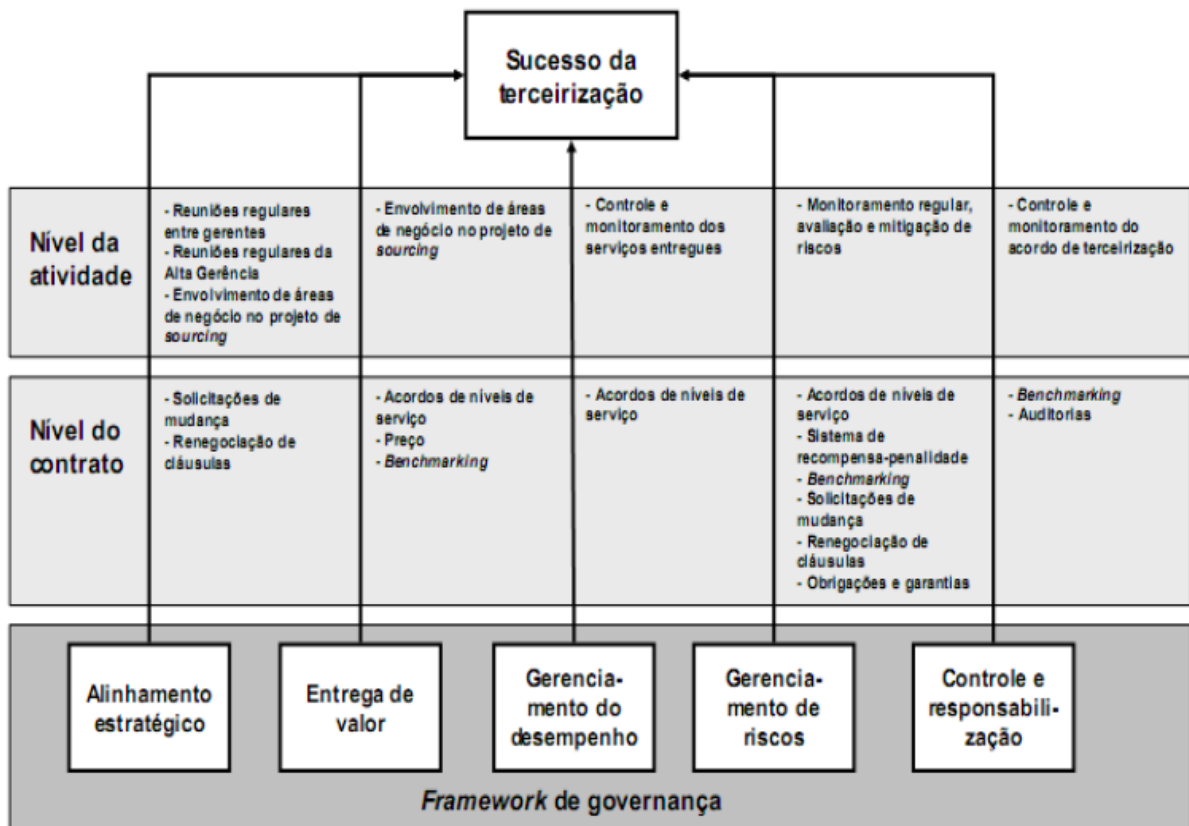 Sucesso da
terceirização
Nível da
atividade
- Reuniões regulares
entre gerentes
- Reuniões regulares da
Alta Gerência
- Envolvimento de áreas
de negócio no projeto de
sourcing
- Envolvimento de áreas
de negócio no projeto de
sourcing
- Controle e
monitoramento dos
serviços entregues
- Monitoramento regular,
avaliação e mitigação de
riscos
- Controle e
monitoramento do
acordo de terceirização
Nível do
contrato
- Solicitações de
mudança
- Renegociação de
cláusulas
- Acordos de níveis de
serviço
- Preço
- Benchmarking
- Acordos de níveis de
serviço
- Acordos de níveis de
serviço
- Sistema de
recompensa-penalidade
- Benchmarking
- Solicitações de
mudança
- Renegociação de
cláusulas
- Obrigações e garantias
- Benchmarking
- Auditorias
Alinhamento
estratégico
Entrega de
valor
Gerencia-
mento do
desempenho
Gerencia-
mento de
riscos
Controle e
responsabili-
zação
Framework de governança